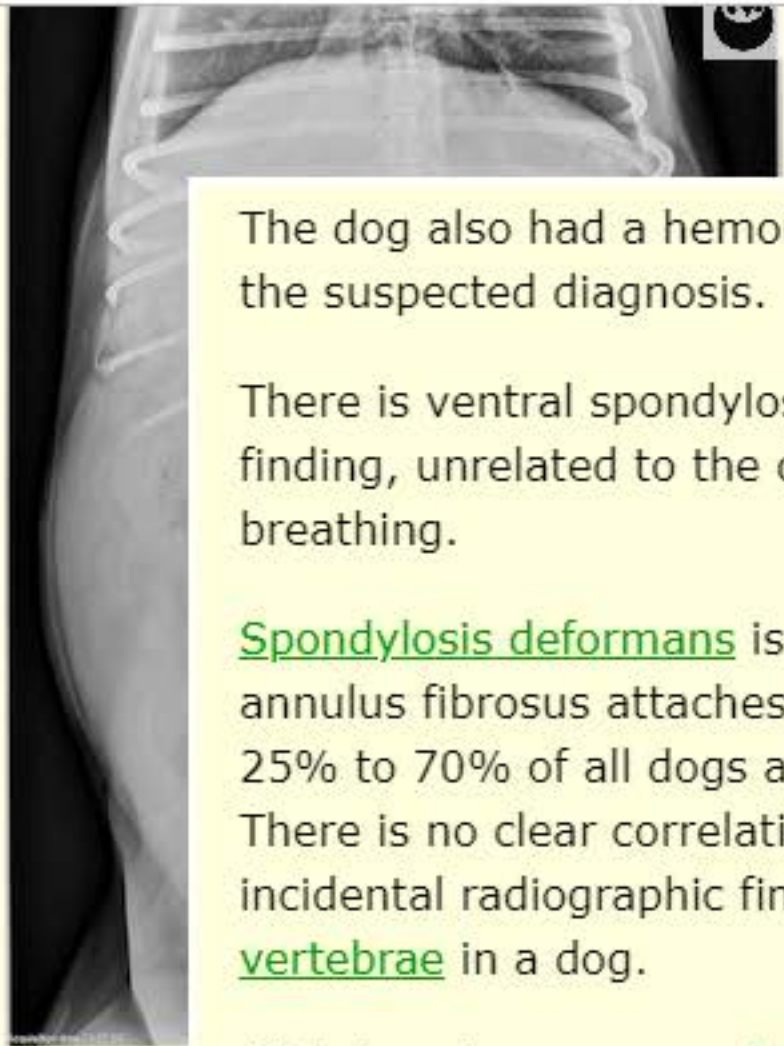 The dog also had a hemo
the suspected diagnosis.
There is ventral spondylos
finding, unrelated to the
breathing.
Spondylosis deformans is
annulus fibrosus attaches
25% to 70% of all dogs a
There is no clear correlati
incidental radiographic fin
vertebrae in a dog.